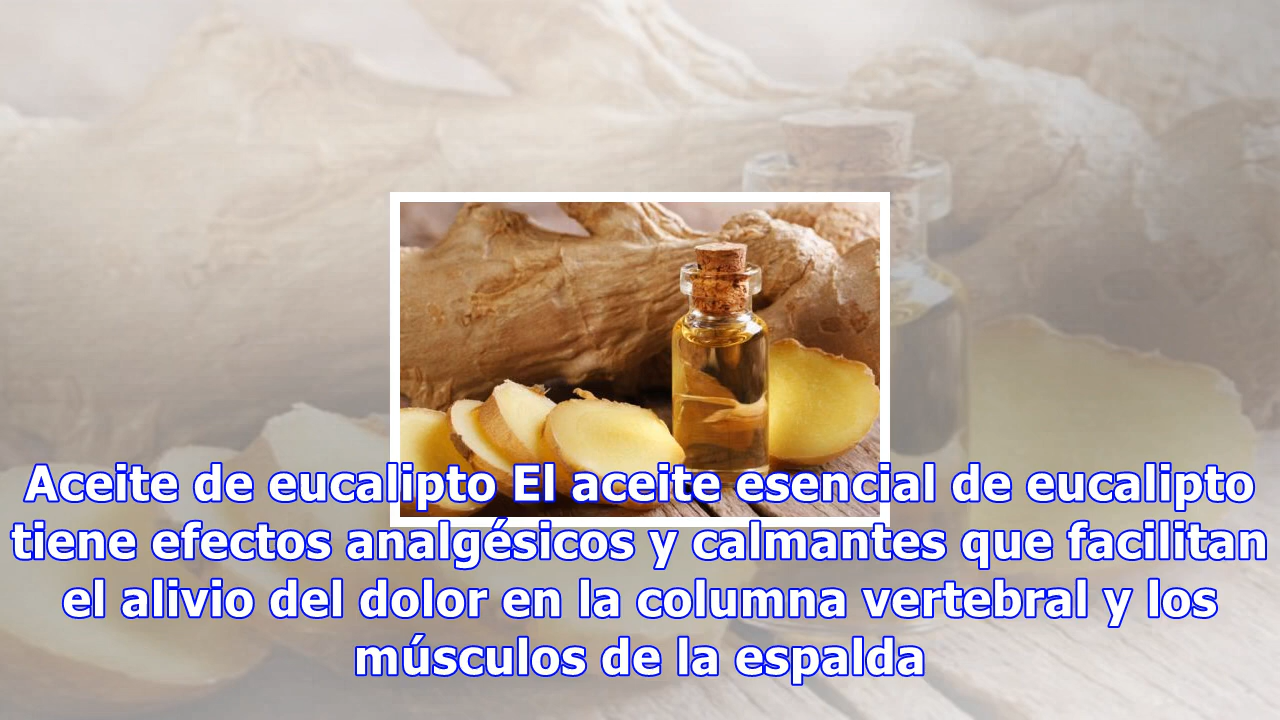 Aceite de eucalipto El aceite esencial de eucalipto
tiene efectos analgésicos y calmantes que facilitan
el alivio del dolor en la columna vertebral y los
músculos de la espalda